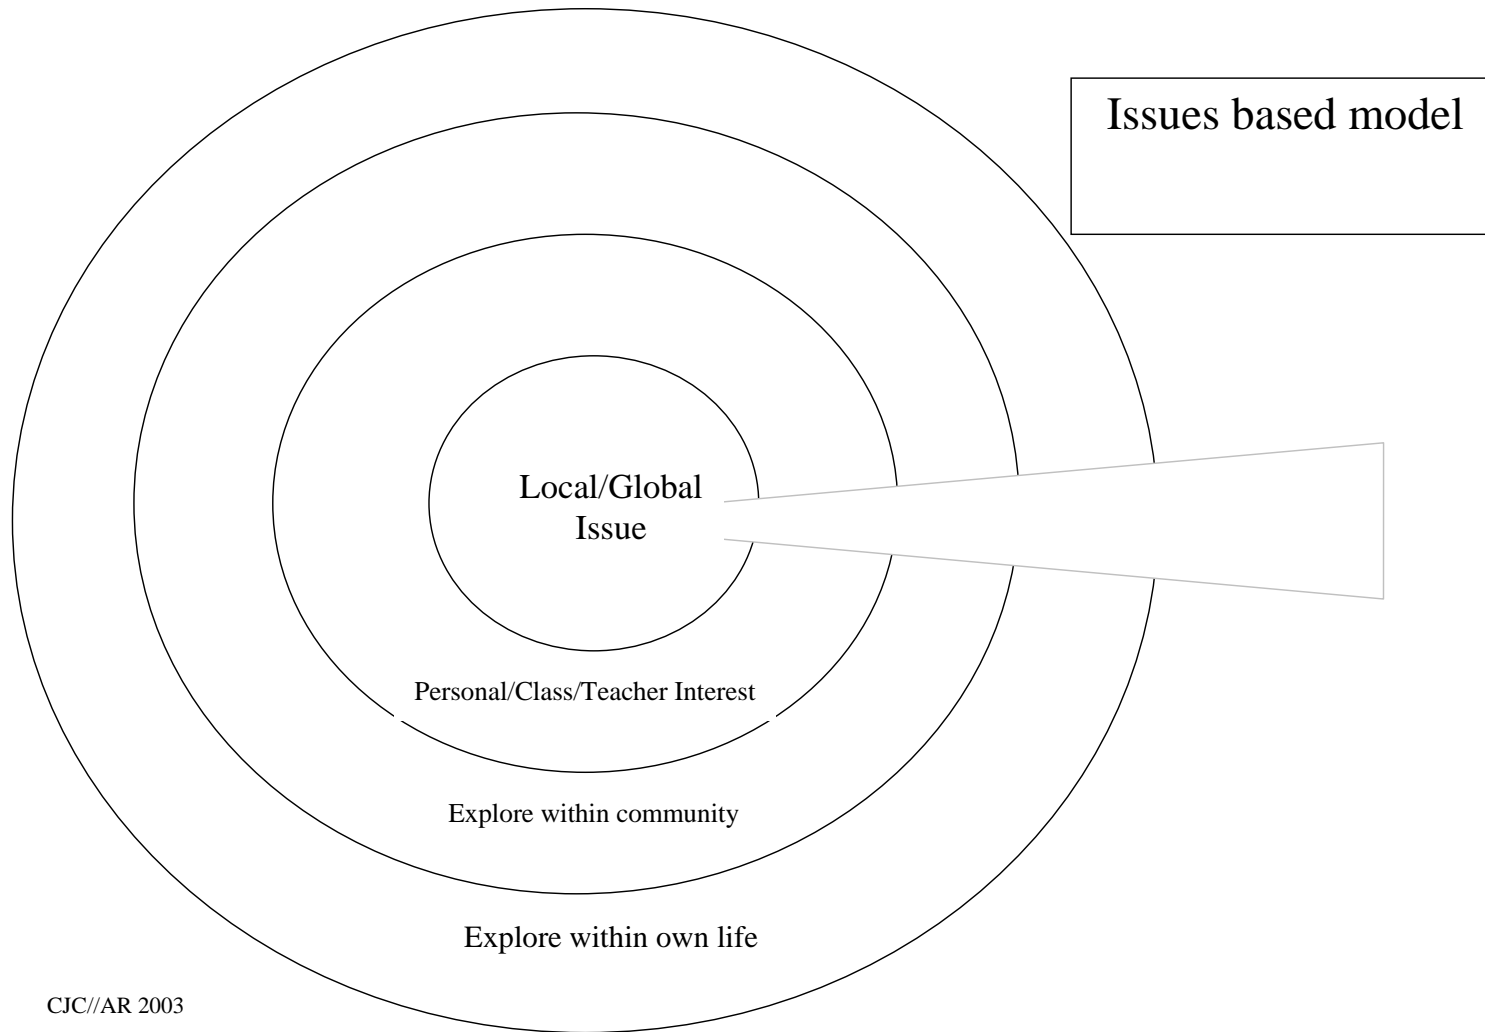 Issues based model
Local/Global
Issue
Personal/Class/Teacher Interest
Explore within community
Explore within own life
CJC//AR 2003